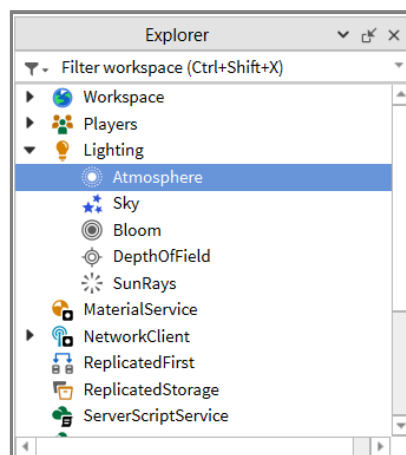 Explorer
Filter workspace (Ctrl+Shift+X)
Workspace
Players
Lighting
Atmosphere
Sky
Bloom
DepthOfField
SunRays
MaterialService
NetworkClient
ReplicatedFirst
ReplicatedStorage
ServerScriptService